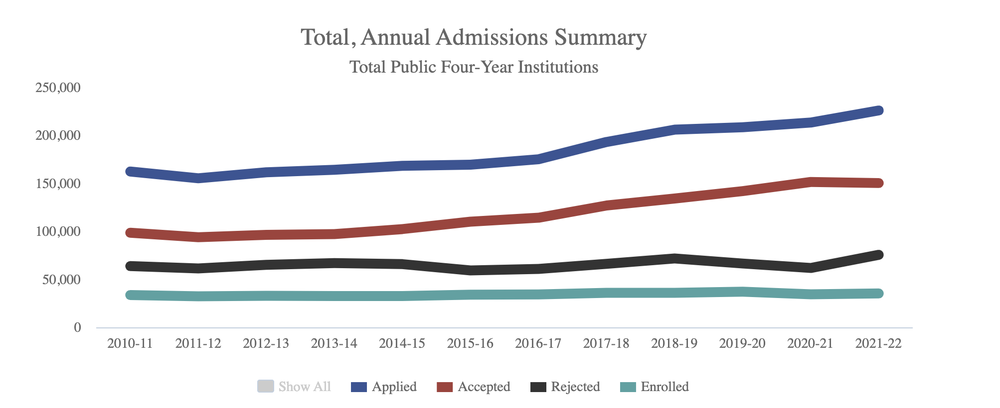 Total, Annual Admissions Summary
Total Public Four-Year Institutions
250,000
200,000
150,000
100,000
50,000
0
2010-11 2011-12 2012-13 2013-14 2014-15 2015-16 2016-17 2017-18 2018-19 2019-20 2020-21 2021-22
Show All Applied Accepted Rejected Enrolled